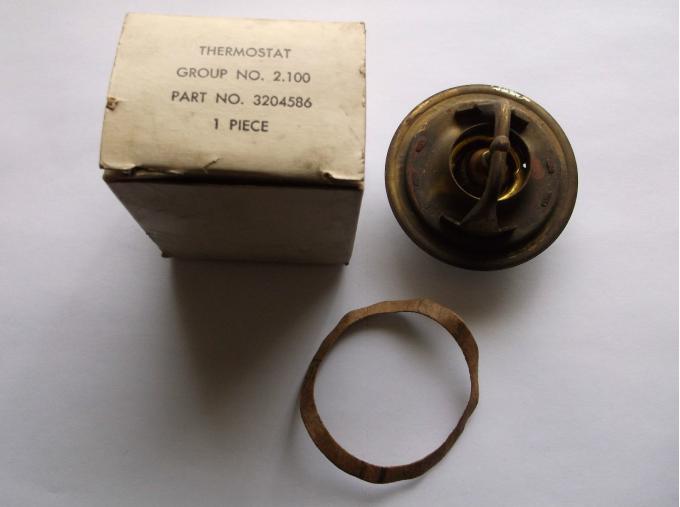 THERMOSTAT
GROUP NO. 2.100
PART NO. 3204586
1 PIECE